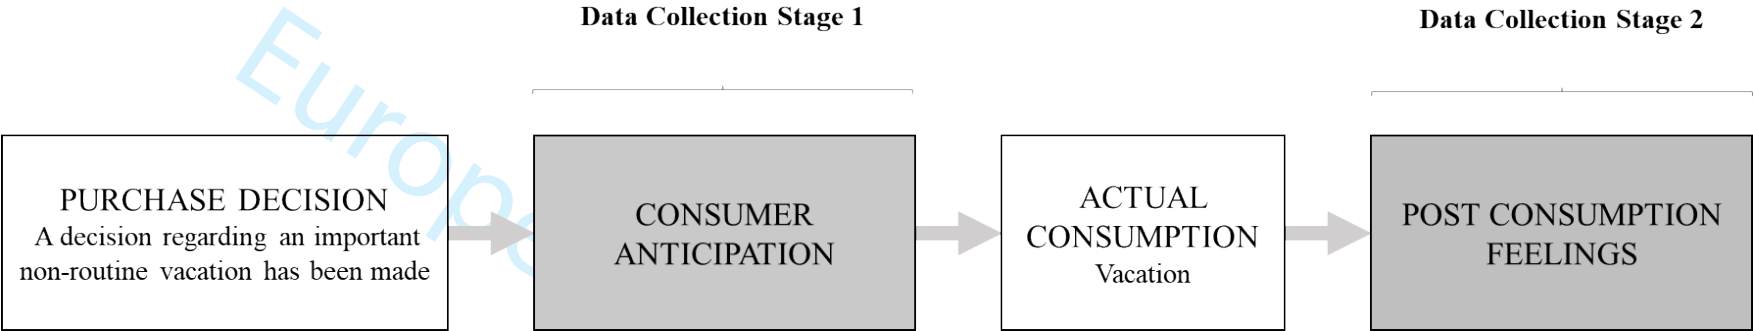 Data Collection Stage 1
Data Collection Stage 2
PURCHASE DECISION
A decision regarding an important
non-routine vacation has been made
CONSUMER
ANTICIPATION
ACTUAL
CONSUMPTION
Vacation
POST CONSUMPTION
FEELINGS
Europe